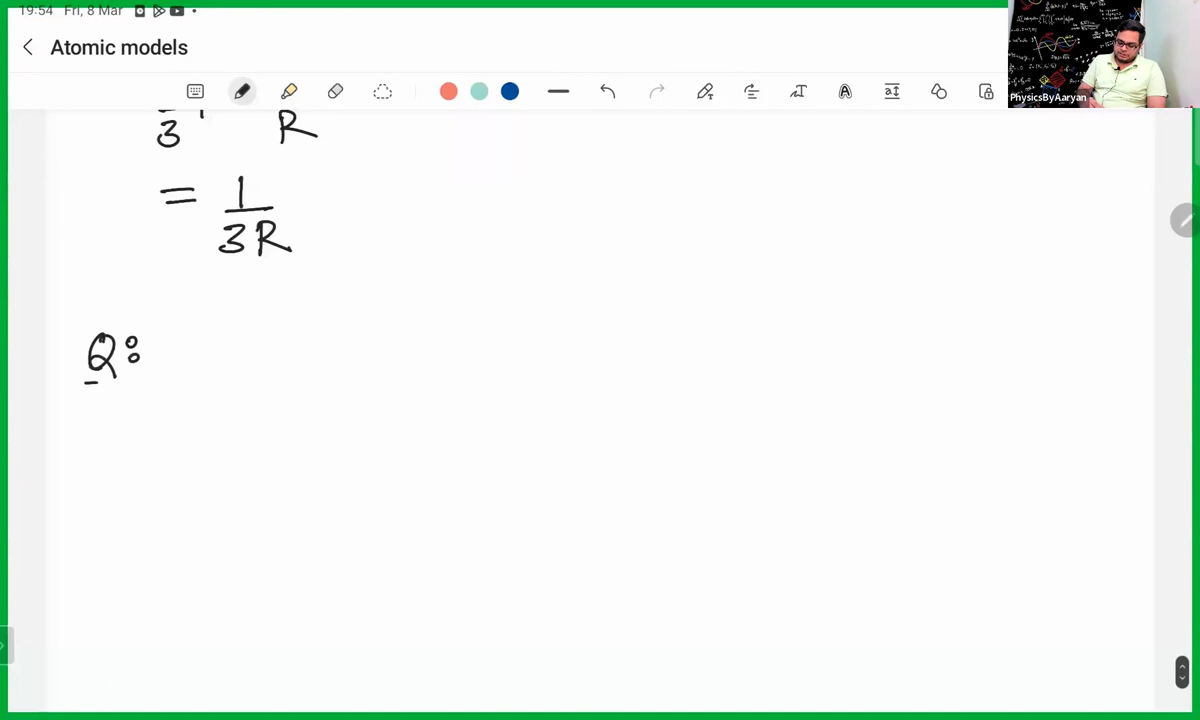 19:54 Fri, 8 Mar
Atomic models
PhysicsByAaryan
3 R
= 1
3R
Q: